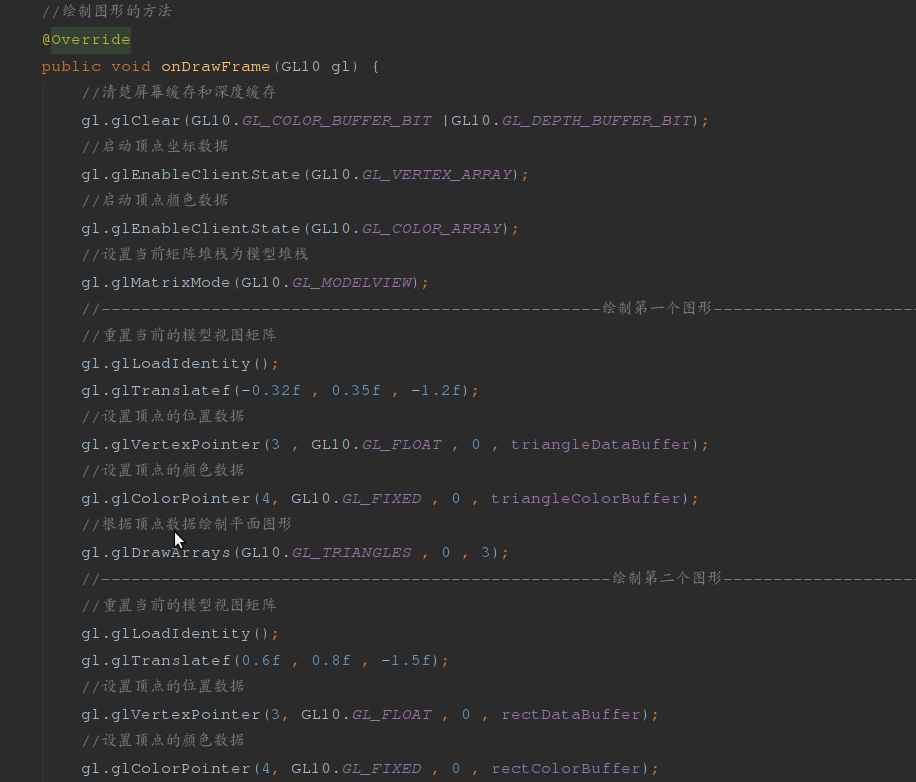 //绘制图形的方法
@Override
public void onDrawFrame(GL10 gl) {
//清楚屏幕缓存和深度缓存
gl.glClear(GL10.GL_COLOR_BUFFER_BIT |GL10.GL_DEPTH_BUFFER_BIT);
//启动顶点坐标数据
gl.glEnableClientState(GL10.GL_VERTEX_ARRAY);
//启动顶点颜色数据
gl.glEnableClientState(GL10.GL_COLOR_ARRAY);
//设置当前矩阵堆栈为模型堆栈
gl.glMatrixMode(GL10.GL_MODELVIEW);
//--------------------------------------------------绘制第一个图形--------------------
//重置当前的模型视图矩阵
gl.glLoadIdentity();
gl.glTranslatef(-0.32f , 0.35f , -1.2f);
//设置顶点的位置数据
gl.glVertexPointer(3 , GL10.GL_FLOAT , 0 , triangleDataBuffer);
//设置顶点的颜色数据
gl.glColorPointer(4, GL10.GL_FIXED , 0 , triangleColorBuffer);
//根据顶点数据绘制平面图形
gl.glDrawArrays(GL10.GL_TRIANGLES , 0 , 3);
//---------------------------------------------------绘制第二个图形-------------------
//重置当前的模型视图矩阵
gl.glLoadIdentity();
gl.glTranslatef(0.6f , 0.8f , -1.5f);
//设置顶点的位置数据
gl.glVertexPointer(3, GL10.GL_FLOAT , 0 , rectDataBuffer);
//设置顶点的颜色数据
gl.glColorPointer(4, GL10.GL_FIXED , 0 , rectColorBuffer);